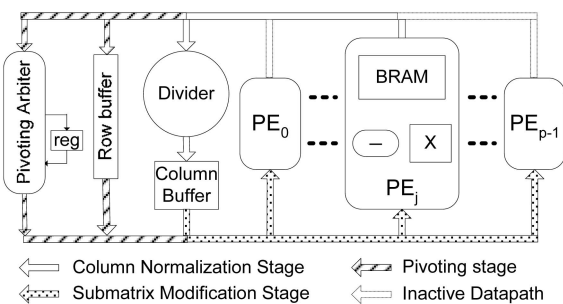 Pivoting Arbiter
reg
Row buffer
Divider
Column
Buffer
PE0
BRAM
–
X
PEj
PEp-1
Column Normalization Stage
Pivoting stage
Submatrix Modification Stage
Inactive Datapath